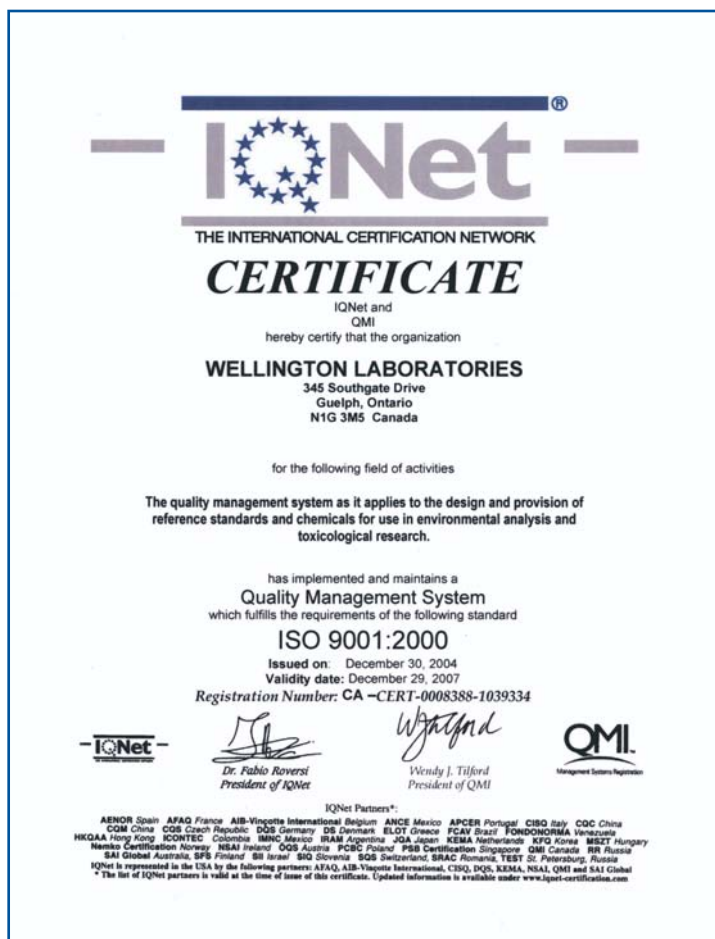 ®
IQNet
THE INTERNATIONAL CERTIFICATION NETWORK
CERTIFICATE
IQNet and
QMI
hereby certify that the organization
WELLINGTON LABORATORIES
345 Southgate Drive
Guelph, Ontario
N1G 3M5 Canada
for the following field of activities
The quality management system as it applies to the design and provision of
reference standards and chemicals for use in environmental analysis and
toxicological research.
has implemented and maintains a
Quality Management System
which fulfills the requirements of the following standard
ISO 9001:2000
Issued on: December 30, 2004
Validity date: December 29, 2007
Registration Number: CA –CERT-0008388-1039334
IQNet
Dr. Fabio Roversi
President of IQNet
Wendy J. Tilford
President of QMI
QMI
Management Systems Registration
IQNet Partners*:
AENOR Spain AFAQ France AIB-Vinçotte International Belgium ANCE Mexico APCER Portugal CISQ Italy CQC China
CQM China CQS Czech Republic DQS Germany DS Denmark ELOT Greece FCAV Brazil FONDONORMA Venezuela
HKQAA Hong Kong ICONTEC Colombia IMNC Mexico IRAM Argentina JQA Japan KEMA Netherlands KFQ Korea MSZT Hungary
Nemko Certification Norway NSAI Ireland ÖQS Austria PCBC Poland PSB Certification Singapore QMI Canada RR Russia
SAI Global Australia, SFS Finland SII Israel SIQ Slovenia SQS Switzerland, SRAC Romania, TEST St. Petersburg, Russia
IQNet is represented in the USA by the following partners: AFAQ, AIB-Vinçotte International, CISQ, DQS, KEMA, NSAI, QMI and SAI Global
* The list of IQNet partners is valid at the time of issue of this certificate. Updated information is available under www.iqnet-certification.com